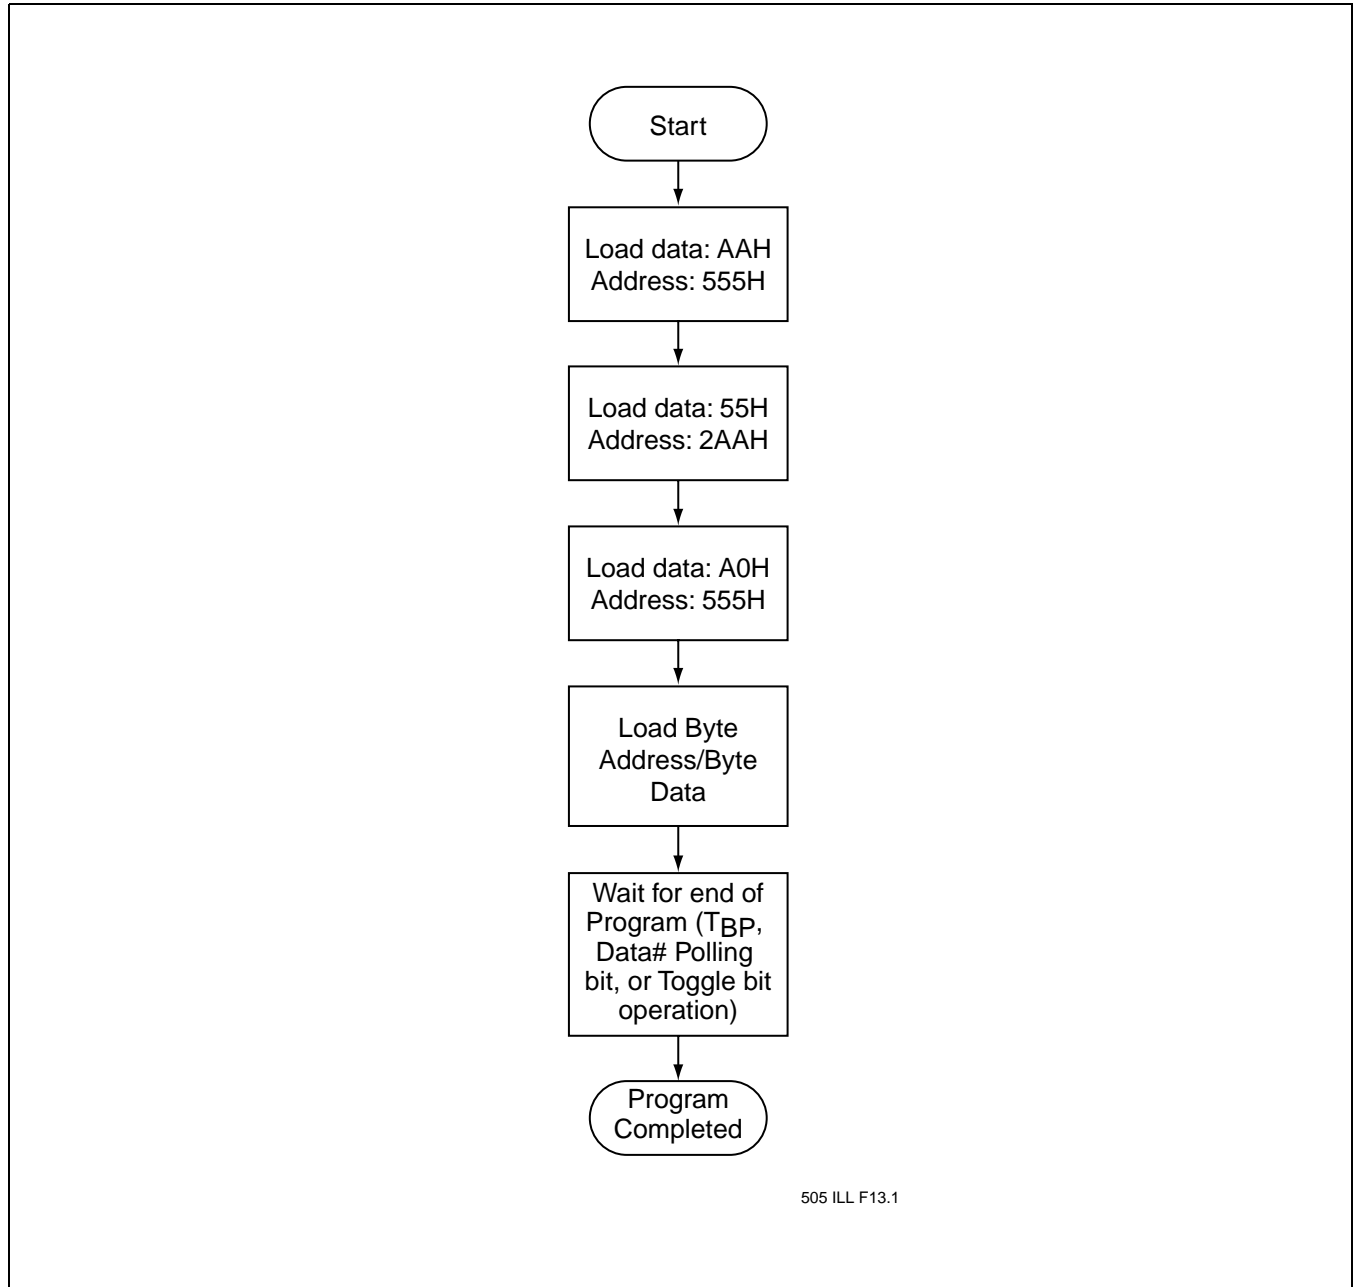 Start
Load data: AAH
Address: 555H
Load data: 55H
Address: 2AAH
Load data: A0H
Address: 555H
Load Byte
Address/Byte
Data
Wait for end of
Program (TBP,
Data# Polling
bit, or Toggle bit
operation)
Program
Completed
505 ILL F13.1